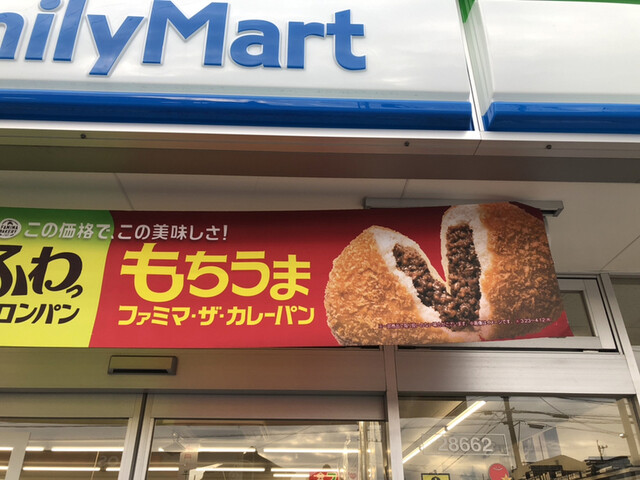 milyMart
この価格で、この美味しさ!
ふわっ
ロンパン
もちうま
ファミマ・ザ・カレーパン
28662